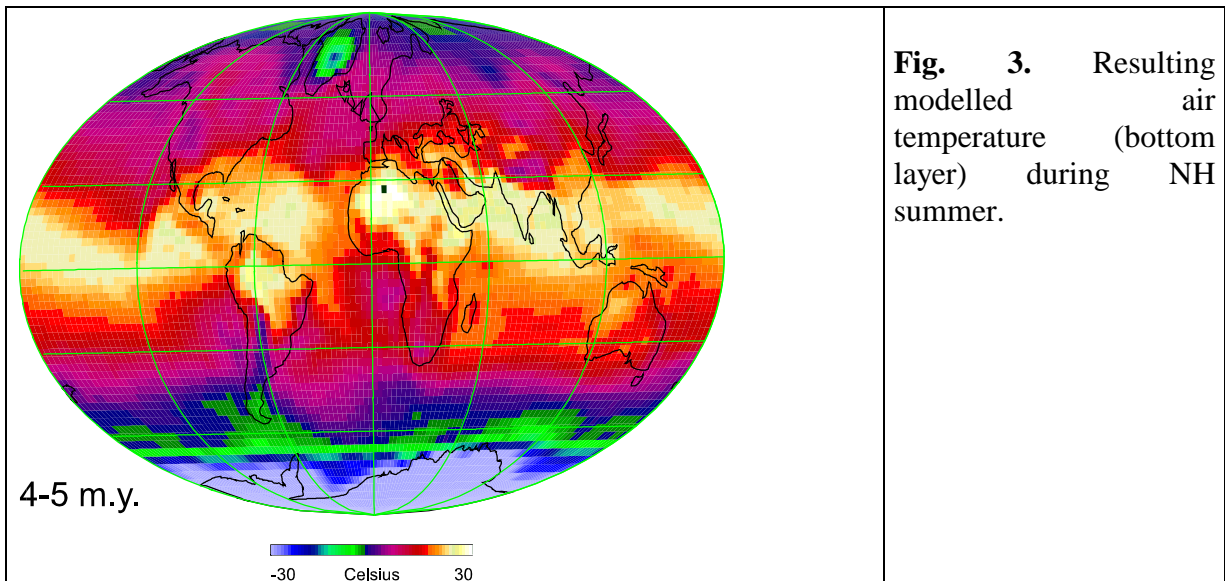 Fig. 3. Resulting
modelled air
temperature (bottom
layer) during NH
summer.
4-5 m.y.
-30 Celsius 30